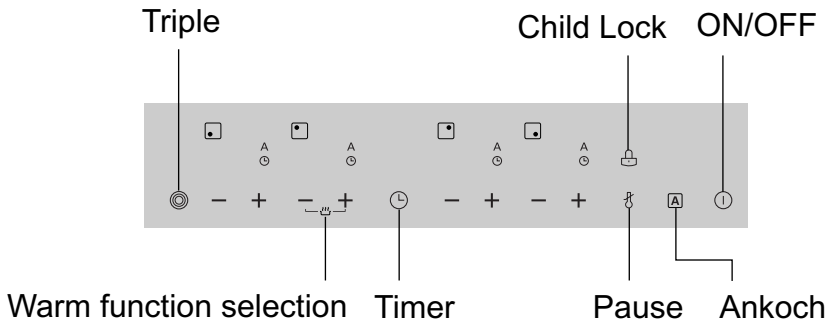 Triple
Child Lock ON/OFF
A A A A
A
Warm function selection Timer Pause Ankoch